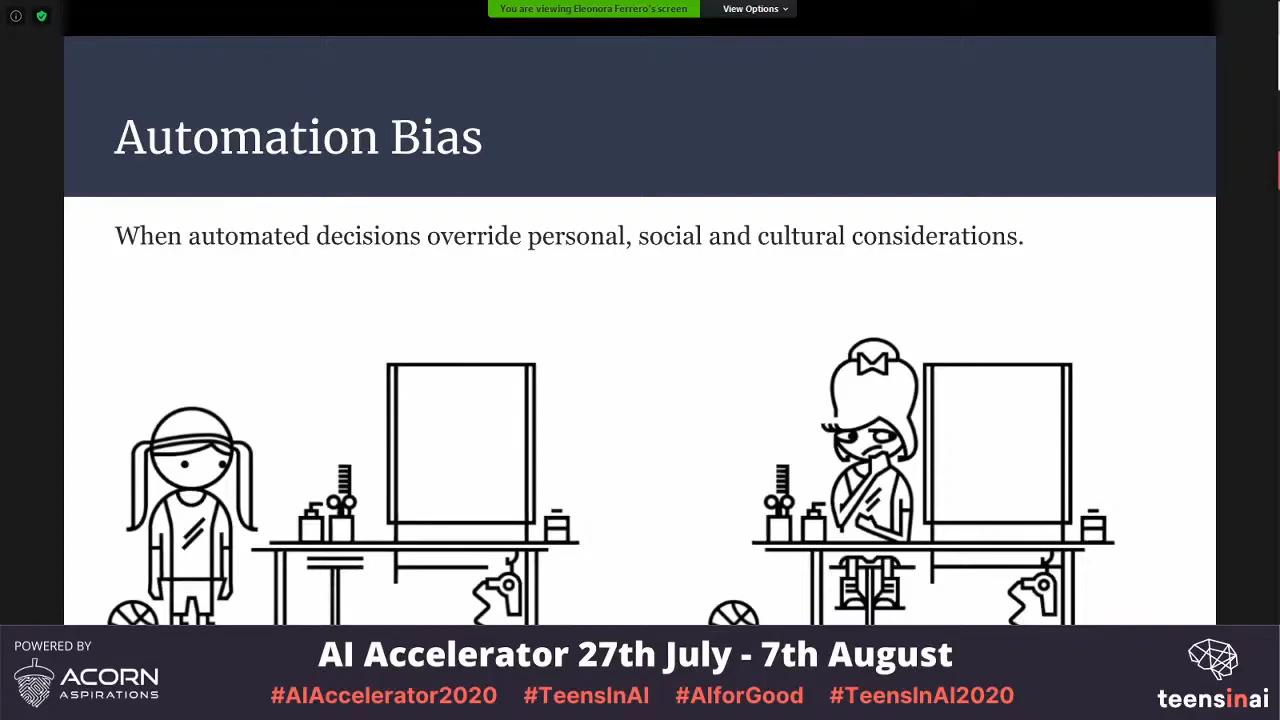 You are viewing Eleonora Ferrero's screen
View Options
Automation Bias
When automated decisions override personal, social and cultural considerations.
POWERED BY
ACORN
ASPIRATIONS
AI Accelerator 27th July - 7th August
#AIAccelerator2020 #TeensInAI #AIforGood #TeensInAI2020
teensinai